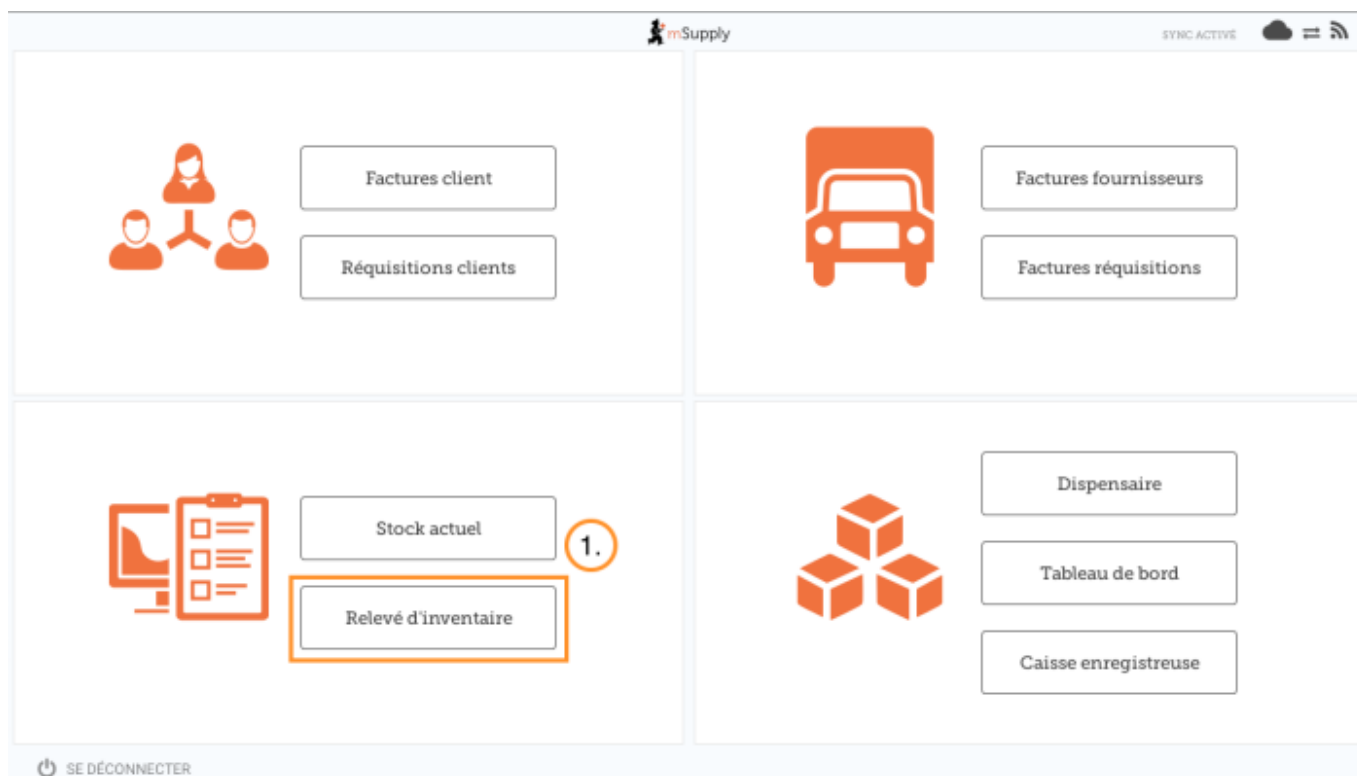 mSupply
SYNC ACTIVÉ
Factures client
Réquisitions clients
Factures fournisseurs
Factures réquisitions
Stock actuel
1.
Relevé d'inventaire
Dispensaire
Tableau de bord
Caisse enregistreuse
SE DÉCONNECTER